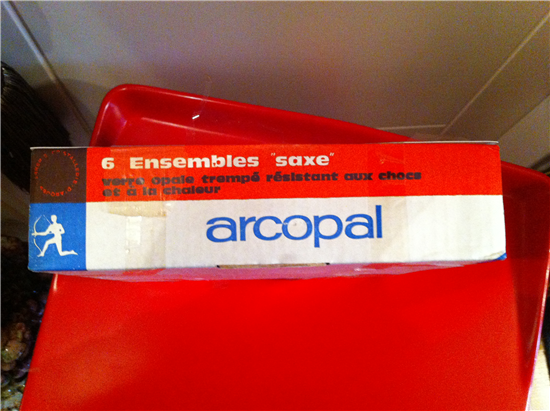 6 Ensembles "saxe"
verre opale trempé résistant aux chocs
et à la chaleur
arcopal